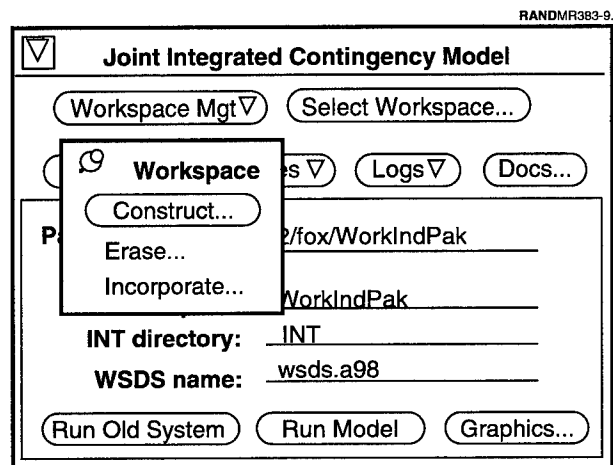 RANDMR383-9.
Joint Integrated Contingency Model
Workspace Mgt Select Workspace...
Workspace
Logs Docs...
Construct...
2/fox/WorkIndPak
Erase...
Incorporate...
WorkIndPak
INT directory: INT
WSDS name: wsds.a98
Run Old System Run Model Graphics...